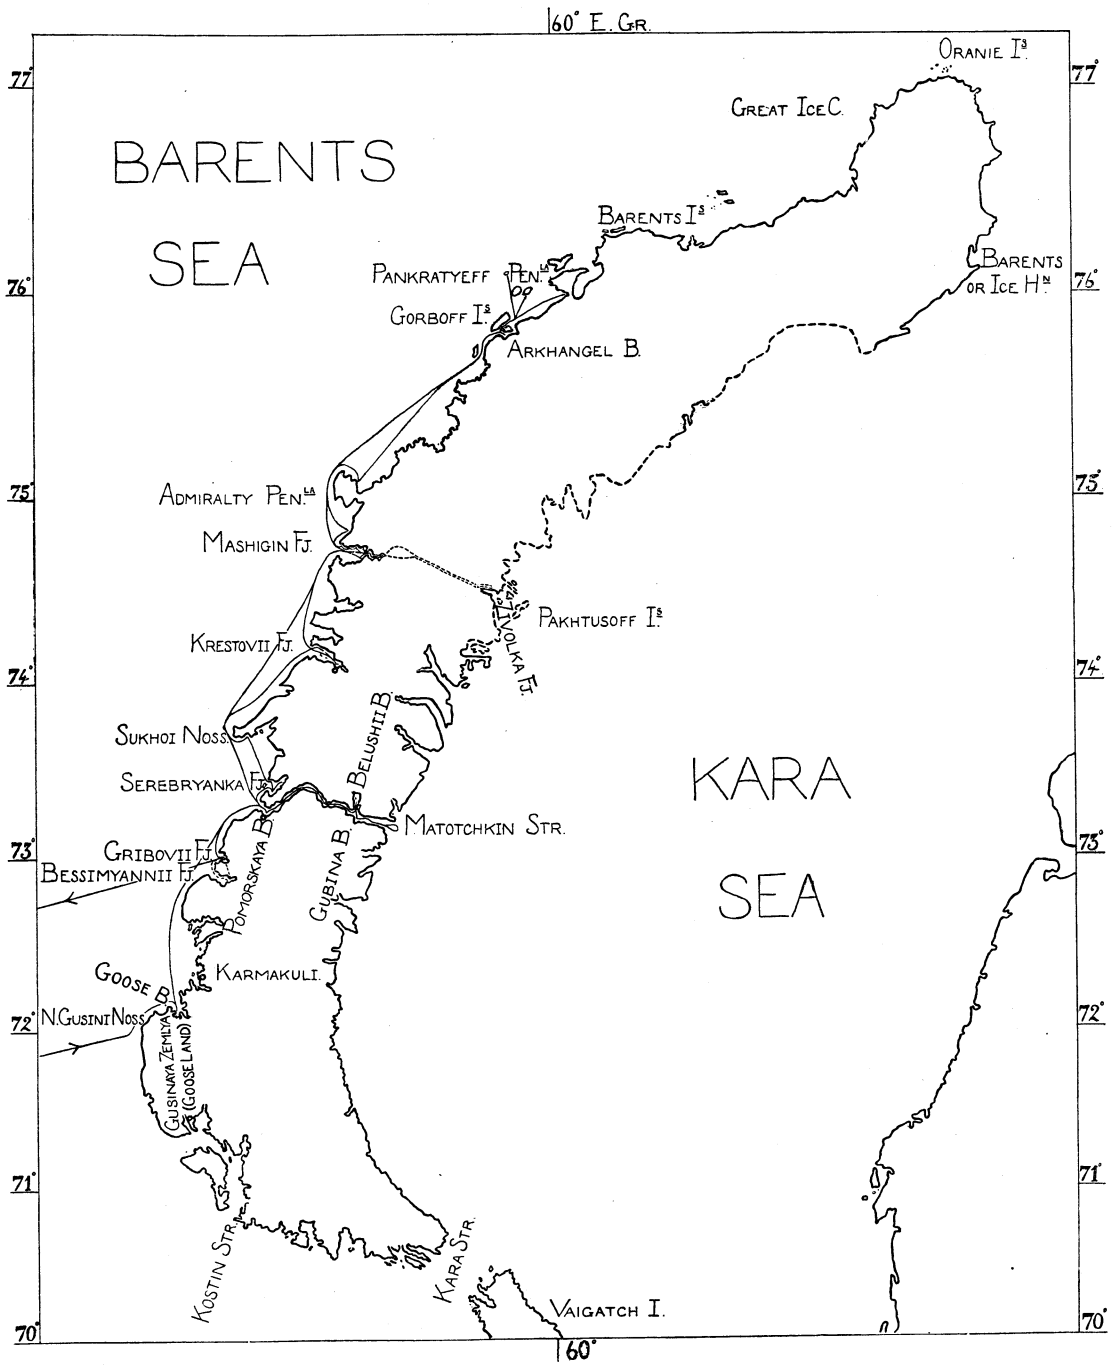 60° E. GR.
ORANIE Iˢ.
77°
77°
GREAT ICE C.
BARENTS
SEA
BARENTS Iˢ
BARENTS
OR ICE Hᴺ.
PANKRATYEFF PEN.ᴸᴬ
76°
76°
GORBOFF Iˢ.
ARKHANGEL B.
ADMIRALTY PEN.ᴸᴬ
75°
75°
MASHIGIN FJ.
PAKHTUSOFF Iˢ.
ZIVOLKA FJ.
KRESTOVII FJ.
74°
74°
BELUSHII B.
SUKHOI NOSS.
KARA
SEA
SEREBRYANKA FJ.
MATOTCHKIN STR.
GRIBOVII FJ.
73°
73°
BESSIMYANNII FJ.
POMORSKAYA B.
GUBINA B.
KARMAKULI.
GOOSE B.
N. GUSINI NOSS
72°
72°
GUSINAYA ZEMLYA
(GOOSE LAND)
71°
71°
KOSTIN STR.
KARA STR.
VAIGATCH I.
70°
70°
60°